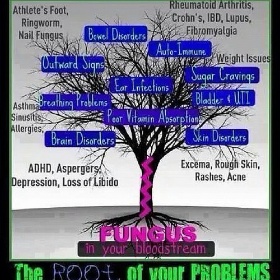 Athlete's Foot,
Ringworm,
Nail Fungus
Rheumatoid Arthritis,
Crohn's, IBD, Lupus,
Fibromyalgia
Bowel Disorders
Auto-Immune
Outward Signs
Weight Issues
Sugar Cravings
Ear Infections
Asthma,
Sinusitis,
Allergies,
Breathing Problems
Bladder & UTI
Poor Vitamin Absorption
Brain Disorders
Skin Disorders
ADHD, Aspergers,
Depression, Loss of Libido
Excema, Rough Skin,
Rashes, Acne
FUNGUS
in your bloodstream
The ROOt of your PROBLEMS